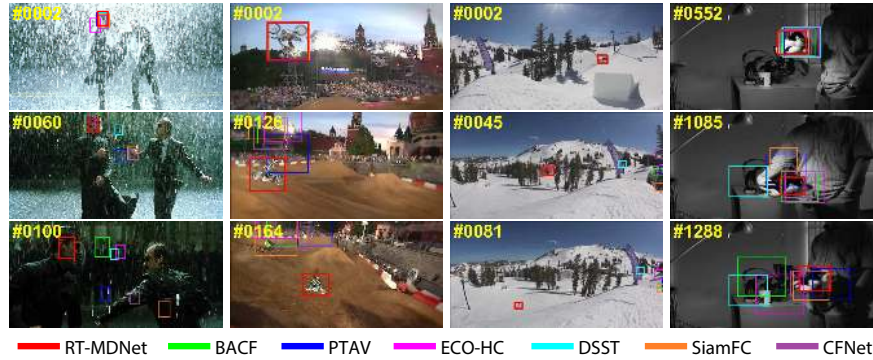 #0002 #0002 #0002 #0552
#0060 #0126 #0045 #1085
#0100 #0164 #0081 #1288
RT-MDNet BACF PTAV ECO-HC DSST SiamFC CFNet